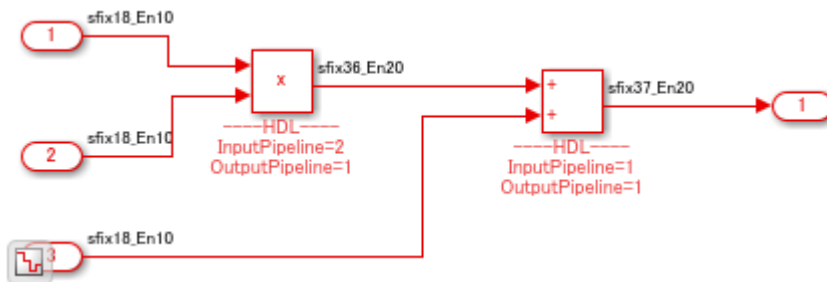 1
sfix18_En10
x
sfix36_En20
2
sfix18_En10
----HDL----
InputPipeline=2
OutputPipeline=1
+
+
sfix37_En20
1
----HDL----
InputPipeline=1
OutputPipeline=1
3
sfix18_En10